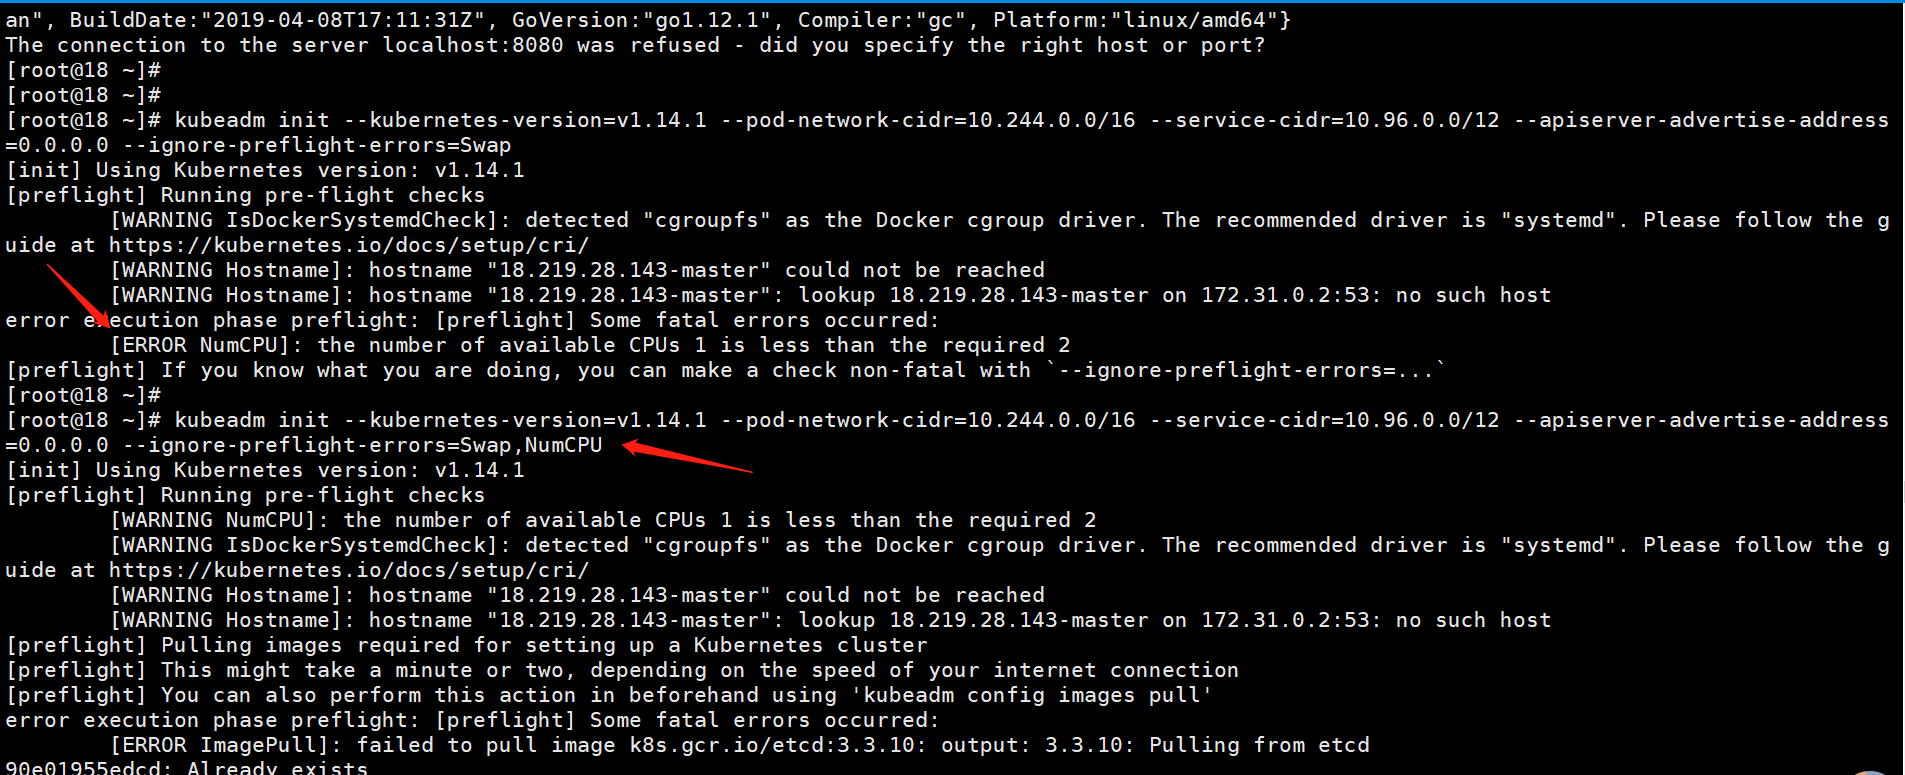 an", BuildDate:"2019-04-08T17:11:31Z", GoVersion:"go1.12.1", Compiler:"gc", Platform:"linux/amd64"}
The connection to the server localhost:8080 was refused - did you specify the right host or port?
[root@18 ~]#
[root@18 ~]#
[root@18 ~]# kubeadm init --kubernetes-version=v1.14.1 --pod-network-cidr=10.244.0.0/16 --service-cidr=10.96.0.0/12 --apiserver-advertise-address
=0.0.0.0 --ignore-preflight-errors=Swap
[init] Using Kubernetes version: v1.14.1
[preflight] Running pre-flight checks
        [WARNING IsDockerSystemdCheck]: detected "cgroupfs" as the Docker cgroup driver. The recommended driver is "systemd". Please follow the g
uide at https://kubernetes.io/docs/setup/cri/
        [WARNING Hostname]: hostname "18.219.28.143-master" could not be reached
        [WARNING Hostname]: hostname "18.219.28.143-master": lookup 18.219.28.143-master on 172.31.0.2:53: no such host
error execution phase preflight: [preflight] Some fatal errors occurred:
        [ERROR NumCPU]: the number of available CPUs 1 is less than the required 2
[preflight] If you know what you are doing, you can make a check non-fatal with `--ignore-preflight-errors=...`
[root@18 ~]#
[root@18 ~]# kubeadm init --kubernetes-version=v1.14.1 --pod-network-cidr=10.244.0.0/16 --service-cidr=10.96.0.0/12 --apiserver-advertise-address
=0.0.0.0 --ignore-preflight-errors=Swap,NumCPU
[init] Using Kubernetes version: v1.14.1
[preflight] Running pre-flight checks
        [WARNING NumCPU]: the number of available CPUs 1 is less than the required 2
        [WARNING IsDockerSystemdCheck]: detected "cgroupfs" as the Docker cgroup driver. The recommended driver is "systemd". Please follow the g
uide at https://kubernetes.io/docs/setup/cri/
        [WARNING Hostname]: hostname "18.219.28.143-master" could not be reached
        [WARNING Hostname]: hostname "18.219.28.143-master": lookup 18.219.28.143-master on 172.31.0.2:53: no such host
[preflight] Pulling images required for setting up a Kubernetes cluster
[preflight] This might take a minute or two, depending on the speed of your internet connection
[preflight] You can also perform this action in beforehand using 'kubeadm config images pull'
error execution phase preflight: [preflight] Some fatal errors occurred:
        [ERROR ImagePull]: failed to pull image k8s.gcr.io/etcd:3.3.10: output: 3.3.10: Pulling from etcd
90e01955edcd: Already exists